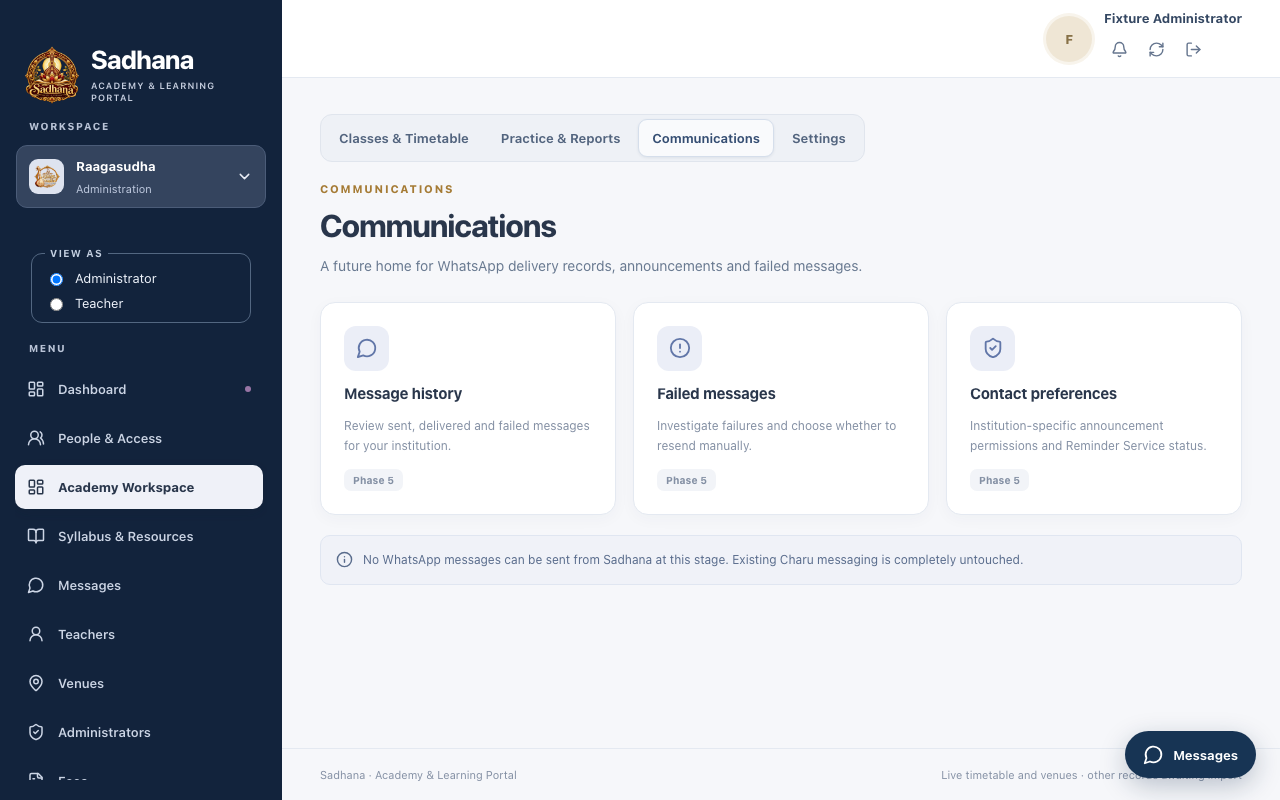 Sadhana
ACADEMY & LEARNING
PORTAL
WORKSPACE
Raagasudha
Administration
VIEW AS
Administrator
Teacher
MENU
Dashboard
People & Access
Academy Workspace
Syllabus & Resources
Messages
Teachers
Venues
Administrators
Fixture Administrator
F
Classes & Timetable
Practice & Reports
Communications
Settings
COMMUNICATIONS
Communications
A future home for WhatsApp delivery records, announcements and failed messages.
Message history
Review sent, delivered and failed messages
for your institution.
Phase 5
Failed messages
Investigate failures and choose whether to
resend manually.
Phase 5
Contact preferences
Institution-specific announcement
permissions and Reminder Service status.
Phase 5
No WhatsApp messages can be sent from Sadhana at this stage. Existing Charu messaging is completely untouched.
Sadhana · Academy & Learning Portal
Live timetable and venues · other
Messages